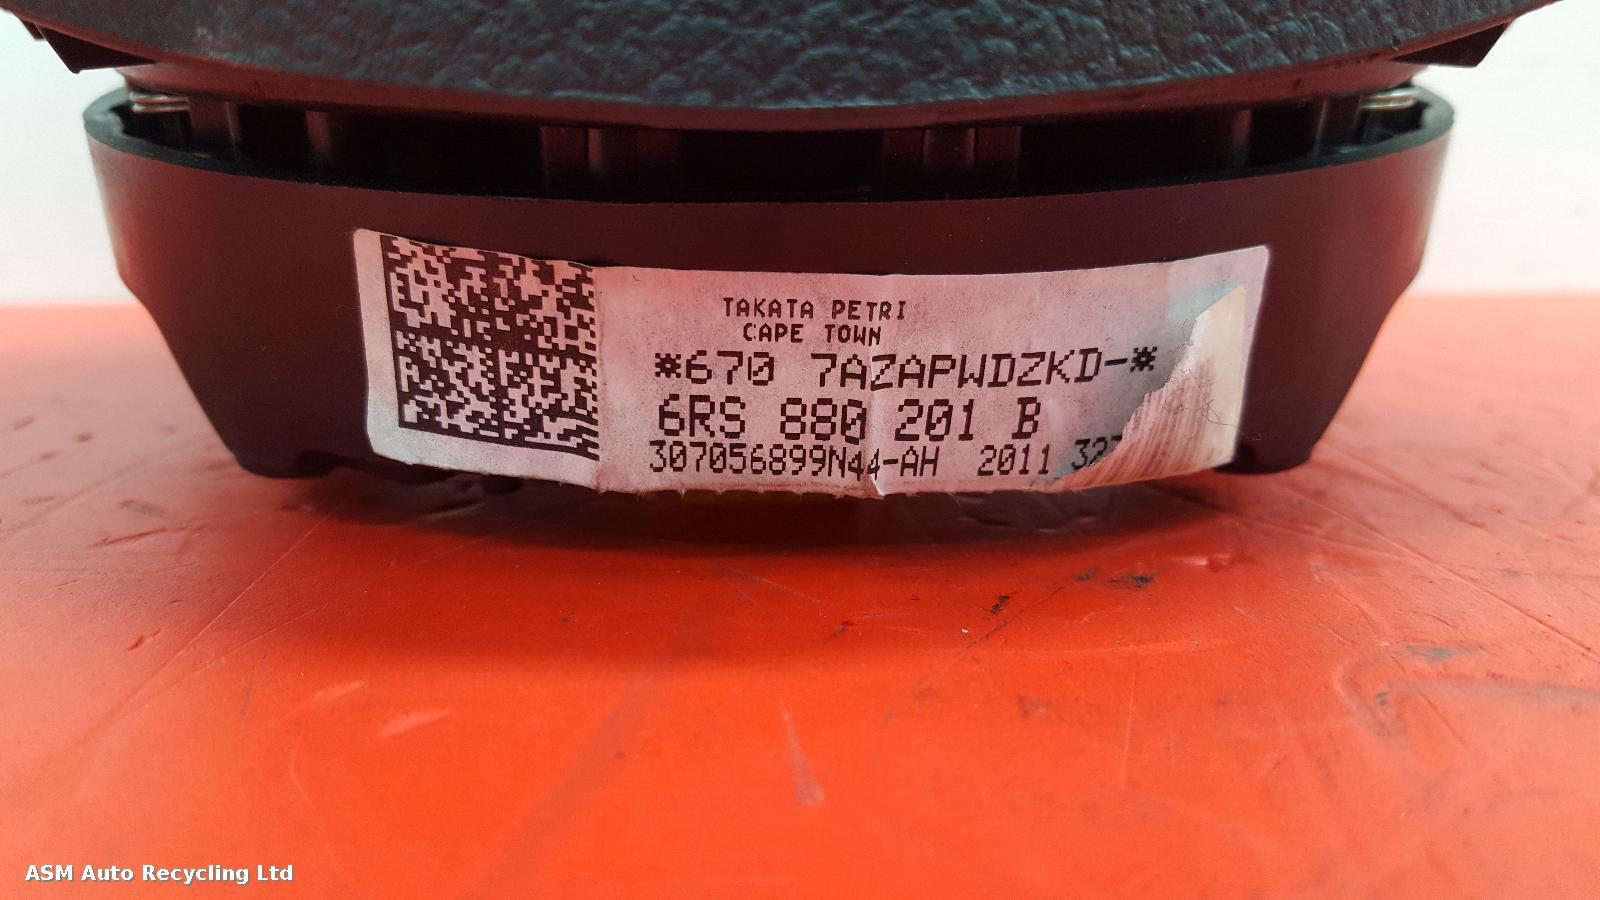 TAKATA PETRI
CAPE TOWN
*670 7AZAPWDZKD-*
6RS 880 201 B
307056899N44-AH 2011
ASM Auto Recycling Ltd